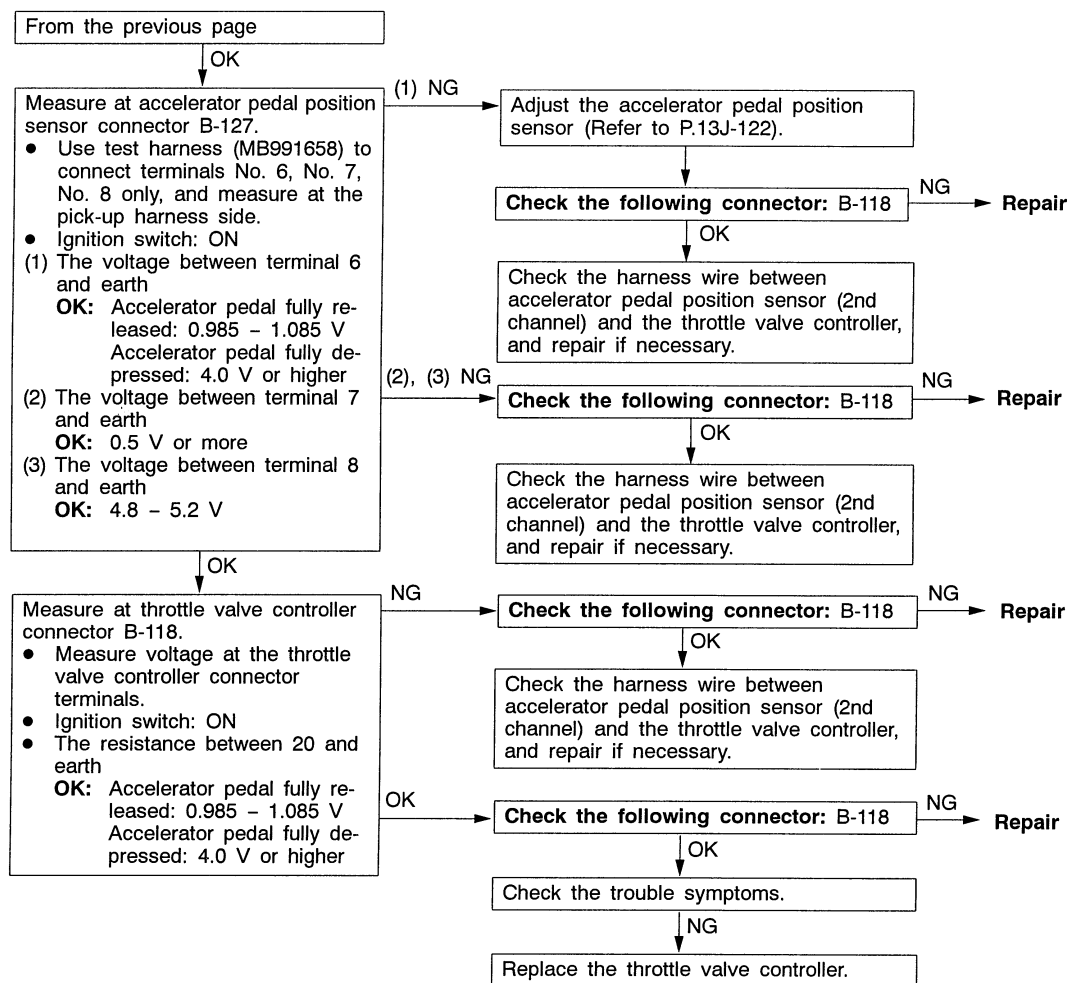 From the previous page
OK
Measure at accelerator pedal position
sensor connector B-127.
● Use test harness (MB991658) to
connect terminals No. 6, No. 7,
No. 8 only, and measure at the
pick-up harness side.
● Ignition switch: ON
(1) The voltage between terminal 6
and earth
OK: Accelerator pedal fully re-
leased: 0.985 – 1.085 V
Accelerator pedal fully de-
pressed: 4.0 V or higher
(2) The voltage between terminal 7
and earth
OK: 0.5 V or more
(3) The voltage between terminal 8
and earth
OK: 4.8 – 5.2 V
(1) NG
Adjust the accelerator pedal position
sensor (Refer to P.13J-122).
Check the following connector: B-118
NG
Repair
OK
Check the harness wire between
accelerator pedal position sensor (2nd
channel) and the throttle valve controller,
and repair if necessary.
(2), (3) NG
Check the following connector: B-118
NG
Repair
OK
Check the harness wire between
accelerator pedal position sensor (2nd
channel) and the throttle valve controller,
and repair if necessary.
OK
Measure at throttle valve controller
connector B-118.
● Measure voltage at the throttle
valve controller connector
terminals.
● Ignition switch: ON
● The resistance between 20 and
earth
OK: Accelerator pedal fully re-
leased: 0.985 – 1.085 V
Accelerator pedal fully de-
pressed: 4.0 V or higher
NG
Check the following connector: B-118
NG
Repair
OK
Check the harness wire between
accelerator pedal position sensor (2nd
channel) and the throttle valve controller,
and repair if necessary.
OK
Check the following connector: B-118
NG
Repair
OK
Check the trouble symptoms.
NG
Replace the throttle valve controller.